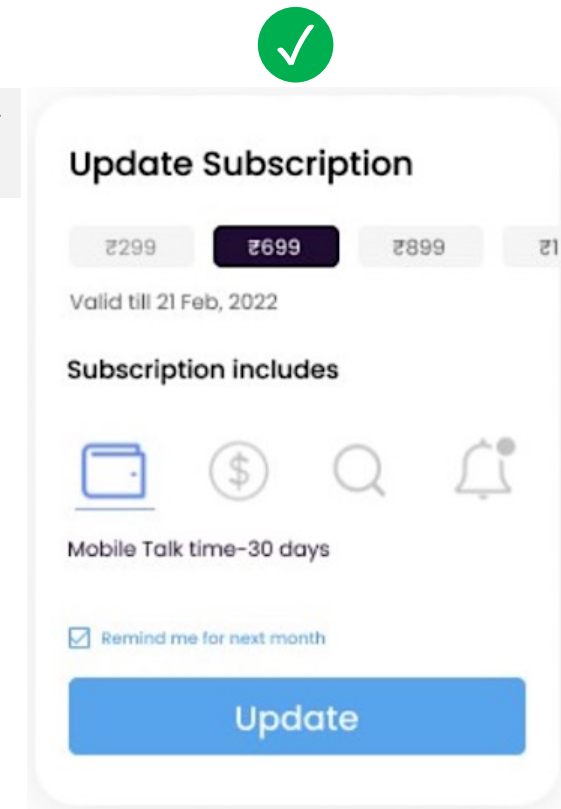 Update Subscription
₹299 ₹699 ₹899 ₹1
Valid till 21 Feb, 2022
Subscription includes
$
Mobile Talk time-30 days
Remind me for next month
Update